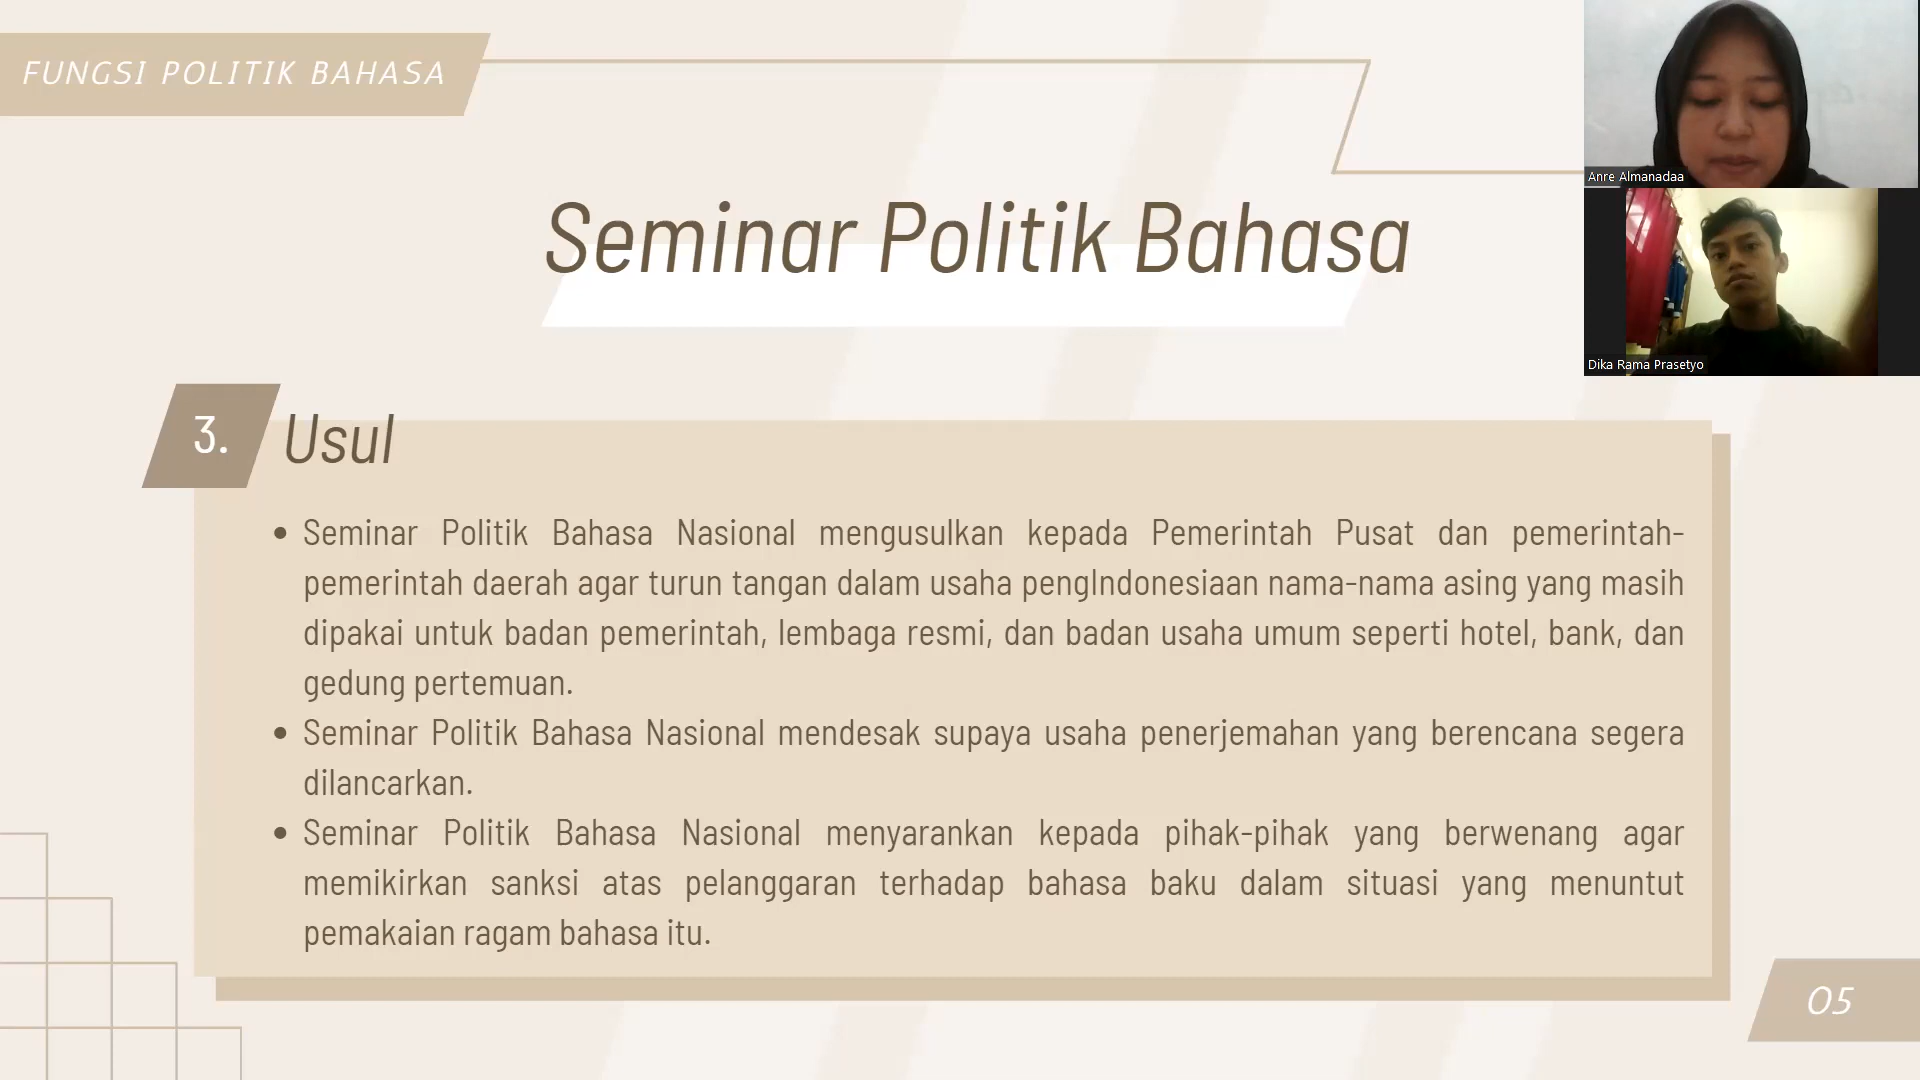 FUNGSI POLITIK BAHASA
Anre Almanadaa
Seminar Politik Bahasa
Dika Rama Prasetyo
3. Usul
• Seminar Politik Bahasa Nasional mengusulkan kepada Pemerintah Pusat dan pemerintah-
pemerintah daerah agar turun tangan dalam usaha pengIndonesiaan nama-nama asing yang masih
dipakai untuk badan pemerintah, lembaga resmi, dan badan usaha umum seperti hotel, bank, dan
gedung pertemuan.
• Seminar Politik Bahasa Nasional mendesak supaya usaha penerjemahan yang berencana segera
dilancarkan.
• Seminar Politik Bahasa Nasional menyarankan kepada pihak-pihak yang berwenang agar
memikirkan sanksi atas pelanggaran terhadap bahasa baku dalam situasi yang menuntut
pemakaian ragam bahasa itu.
05